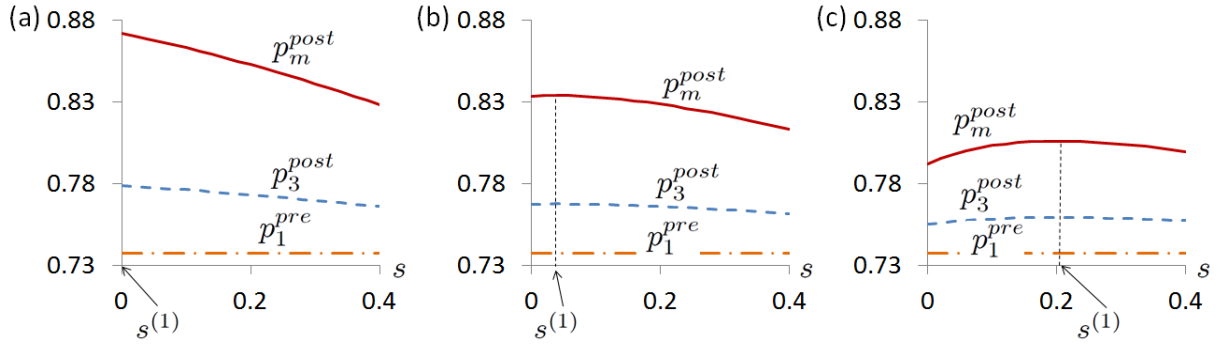 (a)
0.88
0.83
0.78
0.73
p_m^{post}
p_3^{post}
p_1^{pre}
s
0 0.2 0.4
s^{(1)}
(b)
0.88
0.83
0.78
0.73
p_m^{post}
p_3^{post}
p_1^{pre}
s
0 0.2 0.4
s^{(1)}
(c)
0.88
0.83
0.78
0.73
p_m^{post}
p_3^{post}
p_1^{pre}
s
0 0.2 0.4
s^{(1)}